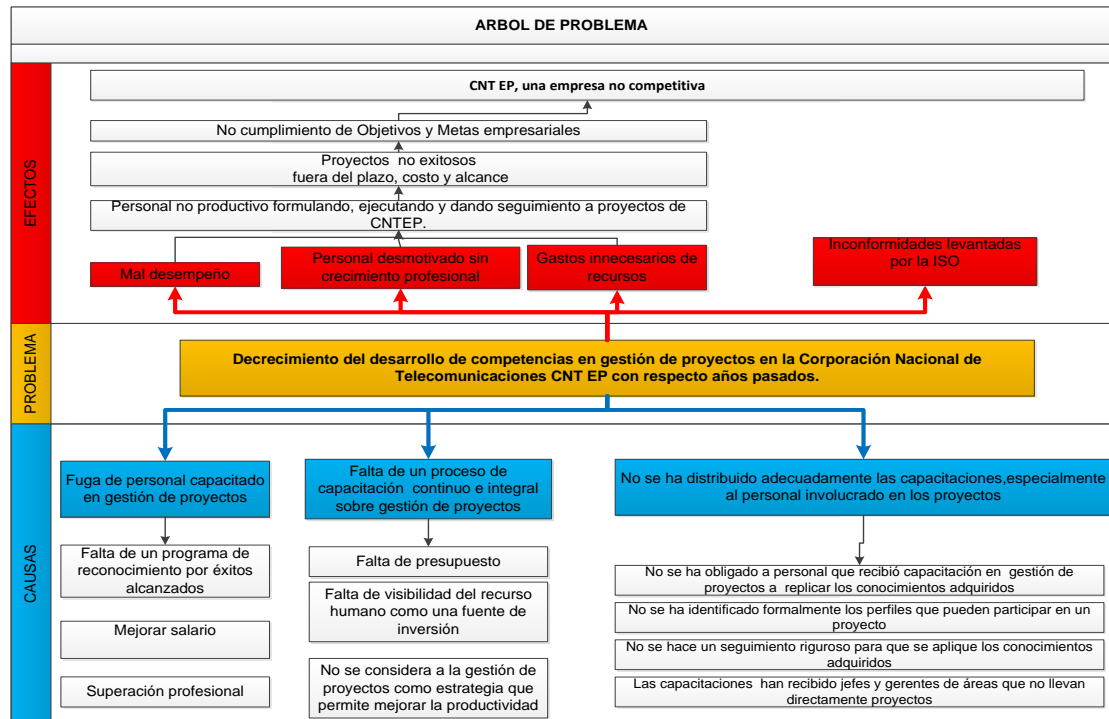 ARBOL DE PROBLEMA
EFECTOS
CNT EP, una empresa no competitiva
No cumplimiento de Objetivos y Metas empresariales
Proyectos no exitosos
fuera del plazo, costo y alcance
Personal no productivo formulando, ejecutando y dando seguimiento a proyectos de
CNTEP.
Mal desempeño
Personal desmotivado sin
crecimiento profesional
Gastos innecesarios de
recursos
Inconformidades levantadas
por la ISO
PROBLEMA
Decrecimiento del desarrollo de competencias en gestión de proyectos en la Corporación Nacional de
Telecomunicaciones CNT EP con respecto años pasados.
CAUSAS
Fuga de personal capacitado
en gestión de proyectos
Falta de un programa de
reconocimiento por éxitos
alcanzados
Mejorar salario
Superación profesional
Falta de un proceso de
capacitación continuo e integral
sobre gestión de proyectos
Falta de presupuesto
Falta de visibilidad del recurso
humano como una fuente de
inversión
No se considera a la gestión de
proyectos como estrategia que
permite mejorar la productividad
No se ha distribuido adecuadamente las capacitaciones,especialmente
al personal involucrado en los proyectos
No se ha obligado a personal que recibió capacitación en gestión de
proyectos a replicar los conocimientos adquiridos
No se ha identificado formalmente los perfiles que pueden participar en un
proyecto
No se hace un seguimiento riguroso para que se aplique los conocimientos
adquiridos
Las capacitaciones han recibido jefes y gerentes de áreas que no llevan
directamente proyectos